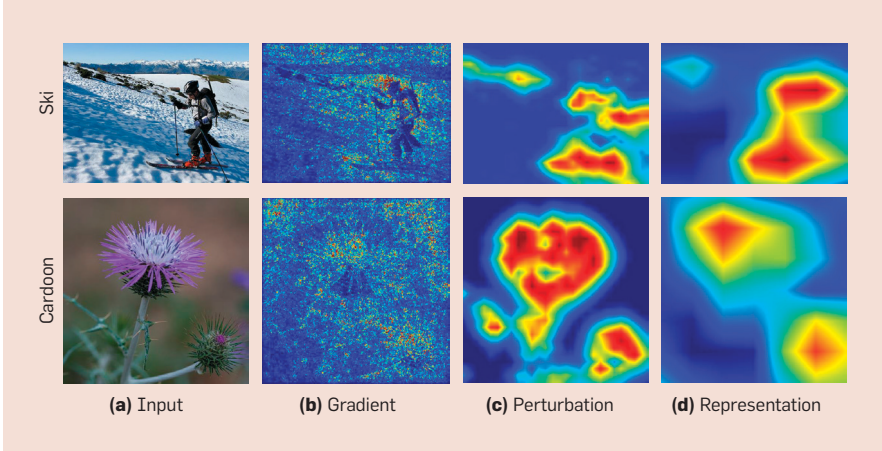 Ski
Cardoon
(a) Input
(b) Gradient
(c) Perturbation
(d) Representation